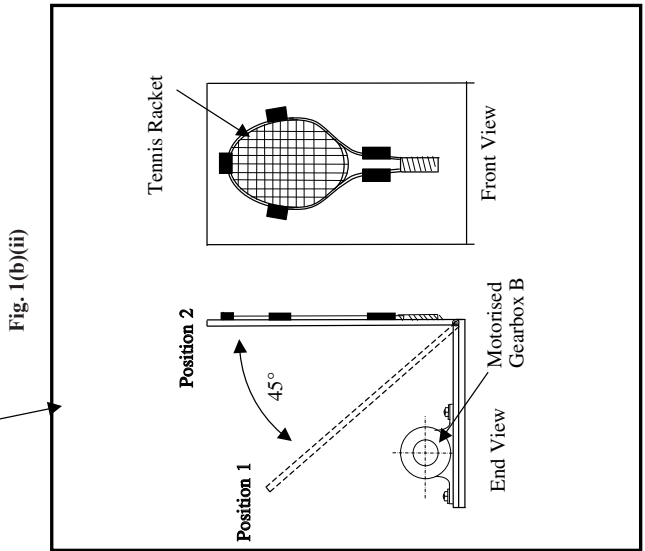 Fig. 1(b)(ii)
Tennis Racket
Front View
Position 2
45°
Position 1
Motorised
Gearbox B
End View